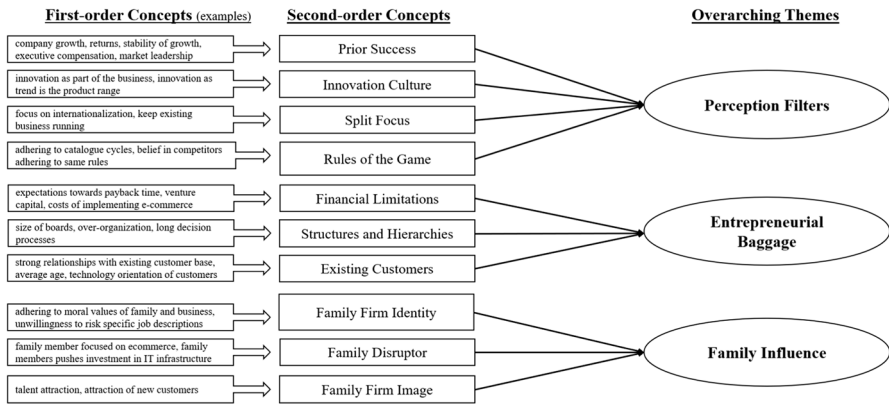 First-order Concepts (examples)
Second-order Concepts
Overarching Themes
company growth, returns, stability of growth,
executive compensation, market leadership
Prior Success
innovation as part of the business, innovation as
trend is the product range
Innovation Culture
focus on internationalization, keep existing
business running
Split Focus
adhering to catalogue cycles, belief in competitors
adhering to same rules
Rules of the Game
Perception Filters
expectations towards payback time, venture
capital, costs of implementing e-commerce
Financial Limitations
size of boards, over-organization, long decision
processes
Structures and Hierarchies
strong relationships with existing customer base,
average age, technology orientation of customers
Existing Customers
Entrepreneurial
Baggage
adhering to moral values of family and business,
unwillingness to risk specific job descriptions
Family Firm Identity
family member focused on ecommerce, family
members pushes investment in IT infrastructure
Family Disruptor
talent attraction, attraction of new customers
Family Firm Image
Family Influence